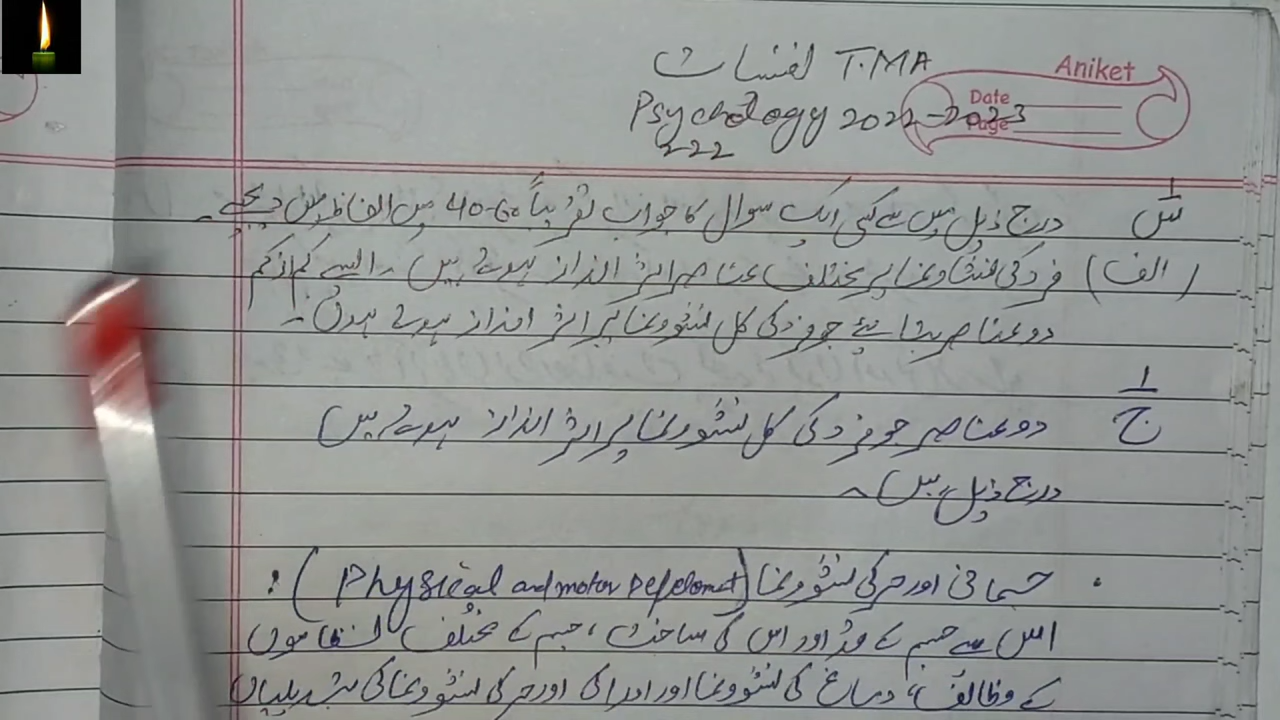 نفسیات T.M.A
Aniket
Date
Page
Psychology 2022-2023
222
س 1 درج ذیل میں سے کسی ایک سوال کا جواب تقریباً 40-60 میں الفاظ میں دیجئے۔
(الف) فرد کی نشوونما پر مختلف عناصر اثر انداز ہوتے ہیں۔ ایسے کم از کم
دو عناصر بتائیے جو فرد کی کل نشوونما پر اثر انداز ہوتے ہوں۔
ج 1 دو عناصر جو فرد کی کل نشوونما پر اثر انداز ہوتے ہیں
درج ذیل ہیں۔
• جسمانی اور حرکی نشوونما (Physical and motor Defelomet) :
اس سے جسم کے قد اور اس کی ساخت، جسم کے مختلف نظاموں
کے وظائف، دماغ کی نشوونما اور ادراکی اور حرکی نشوونما کی تبدیلیاں